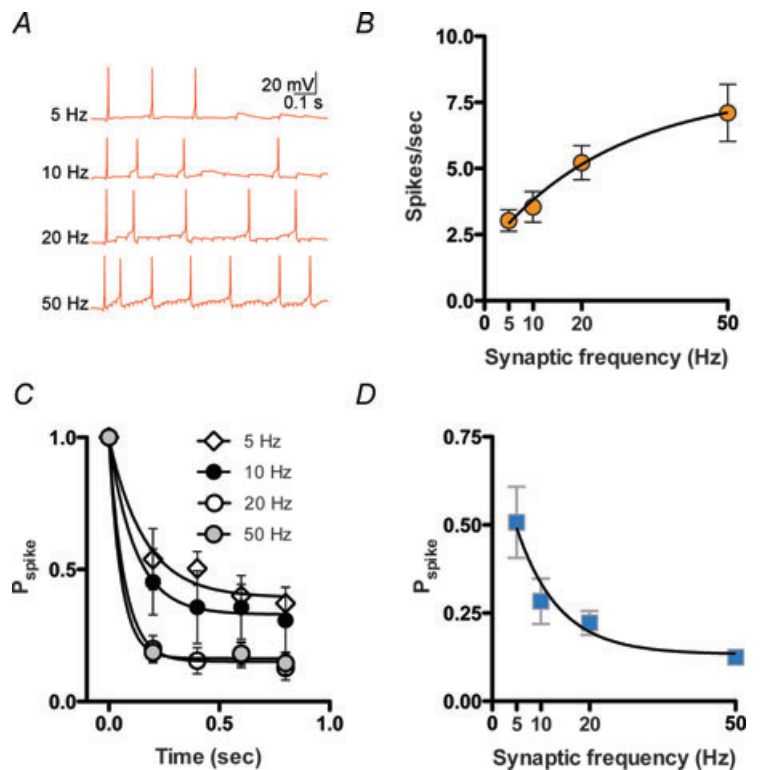 A
20 mV
0.1 s
5 Hz
10 Hz
20 Hz
50 Hz
B
10.0
7.5
5.0
2.5
0.0
Spikes/sec
0 5 10 20 50
Synaptic frequency (Hz)
C
1.0
0.5
0.0
Pspike
5 Hz
10 Hz
20 Hz
50 Hz
0.0 0.5 1.0
Time (sec)
D
0.75
0.50
0.25
0.00
Pspike
0 5 10 20 50
Synaptic frequency (Hz)